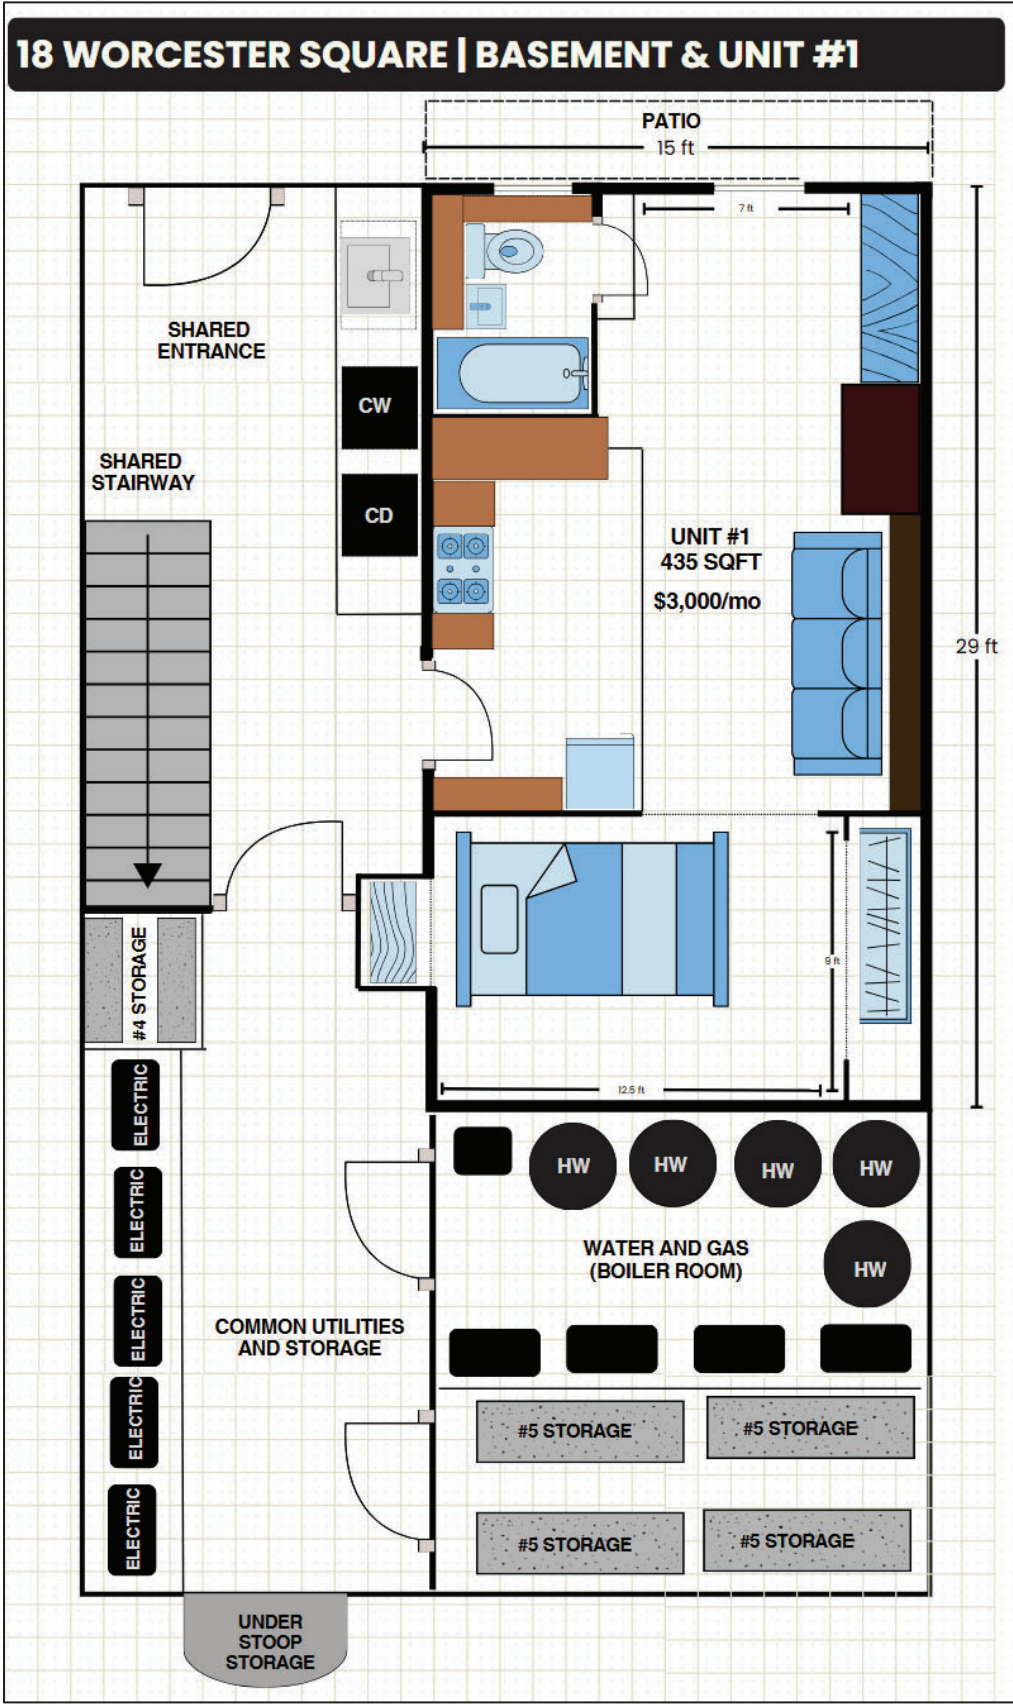 18 WORCESTER SQUARE | BASEMENT & UNIT #1
PATIO
15 ft
7 ft
SHARED
ENTRANCE
CW
SHARED
STAIRWAY
CD
UNIT #1
435 SQFT
$3,000/mo
29 ft
#4 STORAGE
9 ft
12.5 ft
ELECTRIC
ELECTRIC
ELECTRIC
ELECTRIC
ELECTRIC
HW
HW
HW
HW
HW
WATER AND GAS
(BOILER ROOM)
COMMON UTILITIES
AND STORAGE
#5 STORAGE
#5 STORAGE
#5 STORAGE
#5 STORAGE
UNDER
STOOP
STORAGE